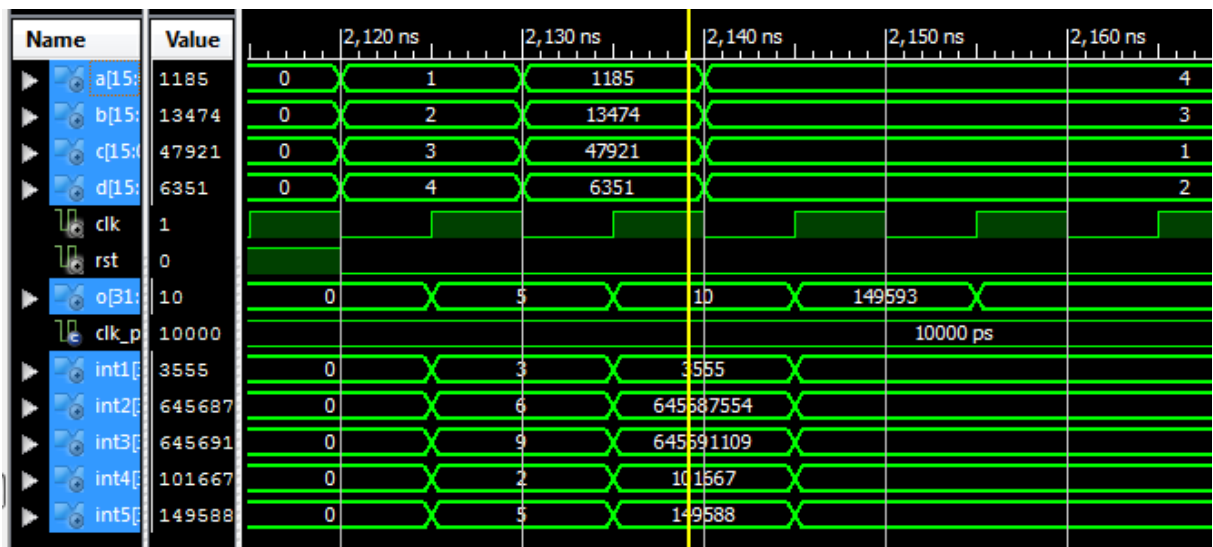 Name Value 2,120 ns 2,130 ns 2,140 ns 2,150 ns 2,160 ns
a[15: 1185 0 1 1185 4
b[15: 13474 0 2 13474 3
c[15:0 47921 0 3 47921 1
d[15: 6351 0 4 6351 2
clk 1
rst 0
o[31: 10 0 5 10 149593
clk_p 10000 10000 ps
int1[ 3555 0 3 3555
int2[ 645687 0 6 645687554
int3[ 645691 0 9 645691109
int4[ 101667 0 2 101667
int5[ 149588 0 5 149588